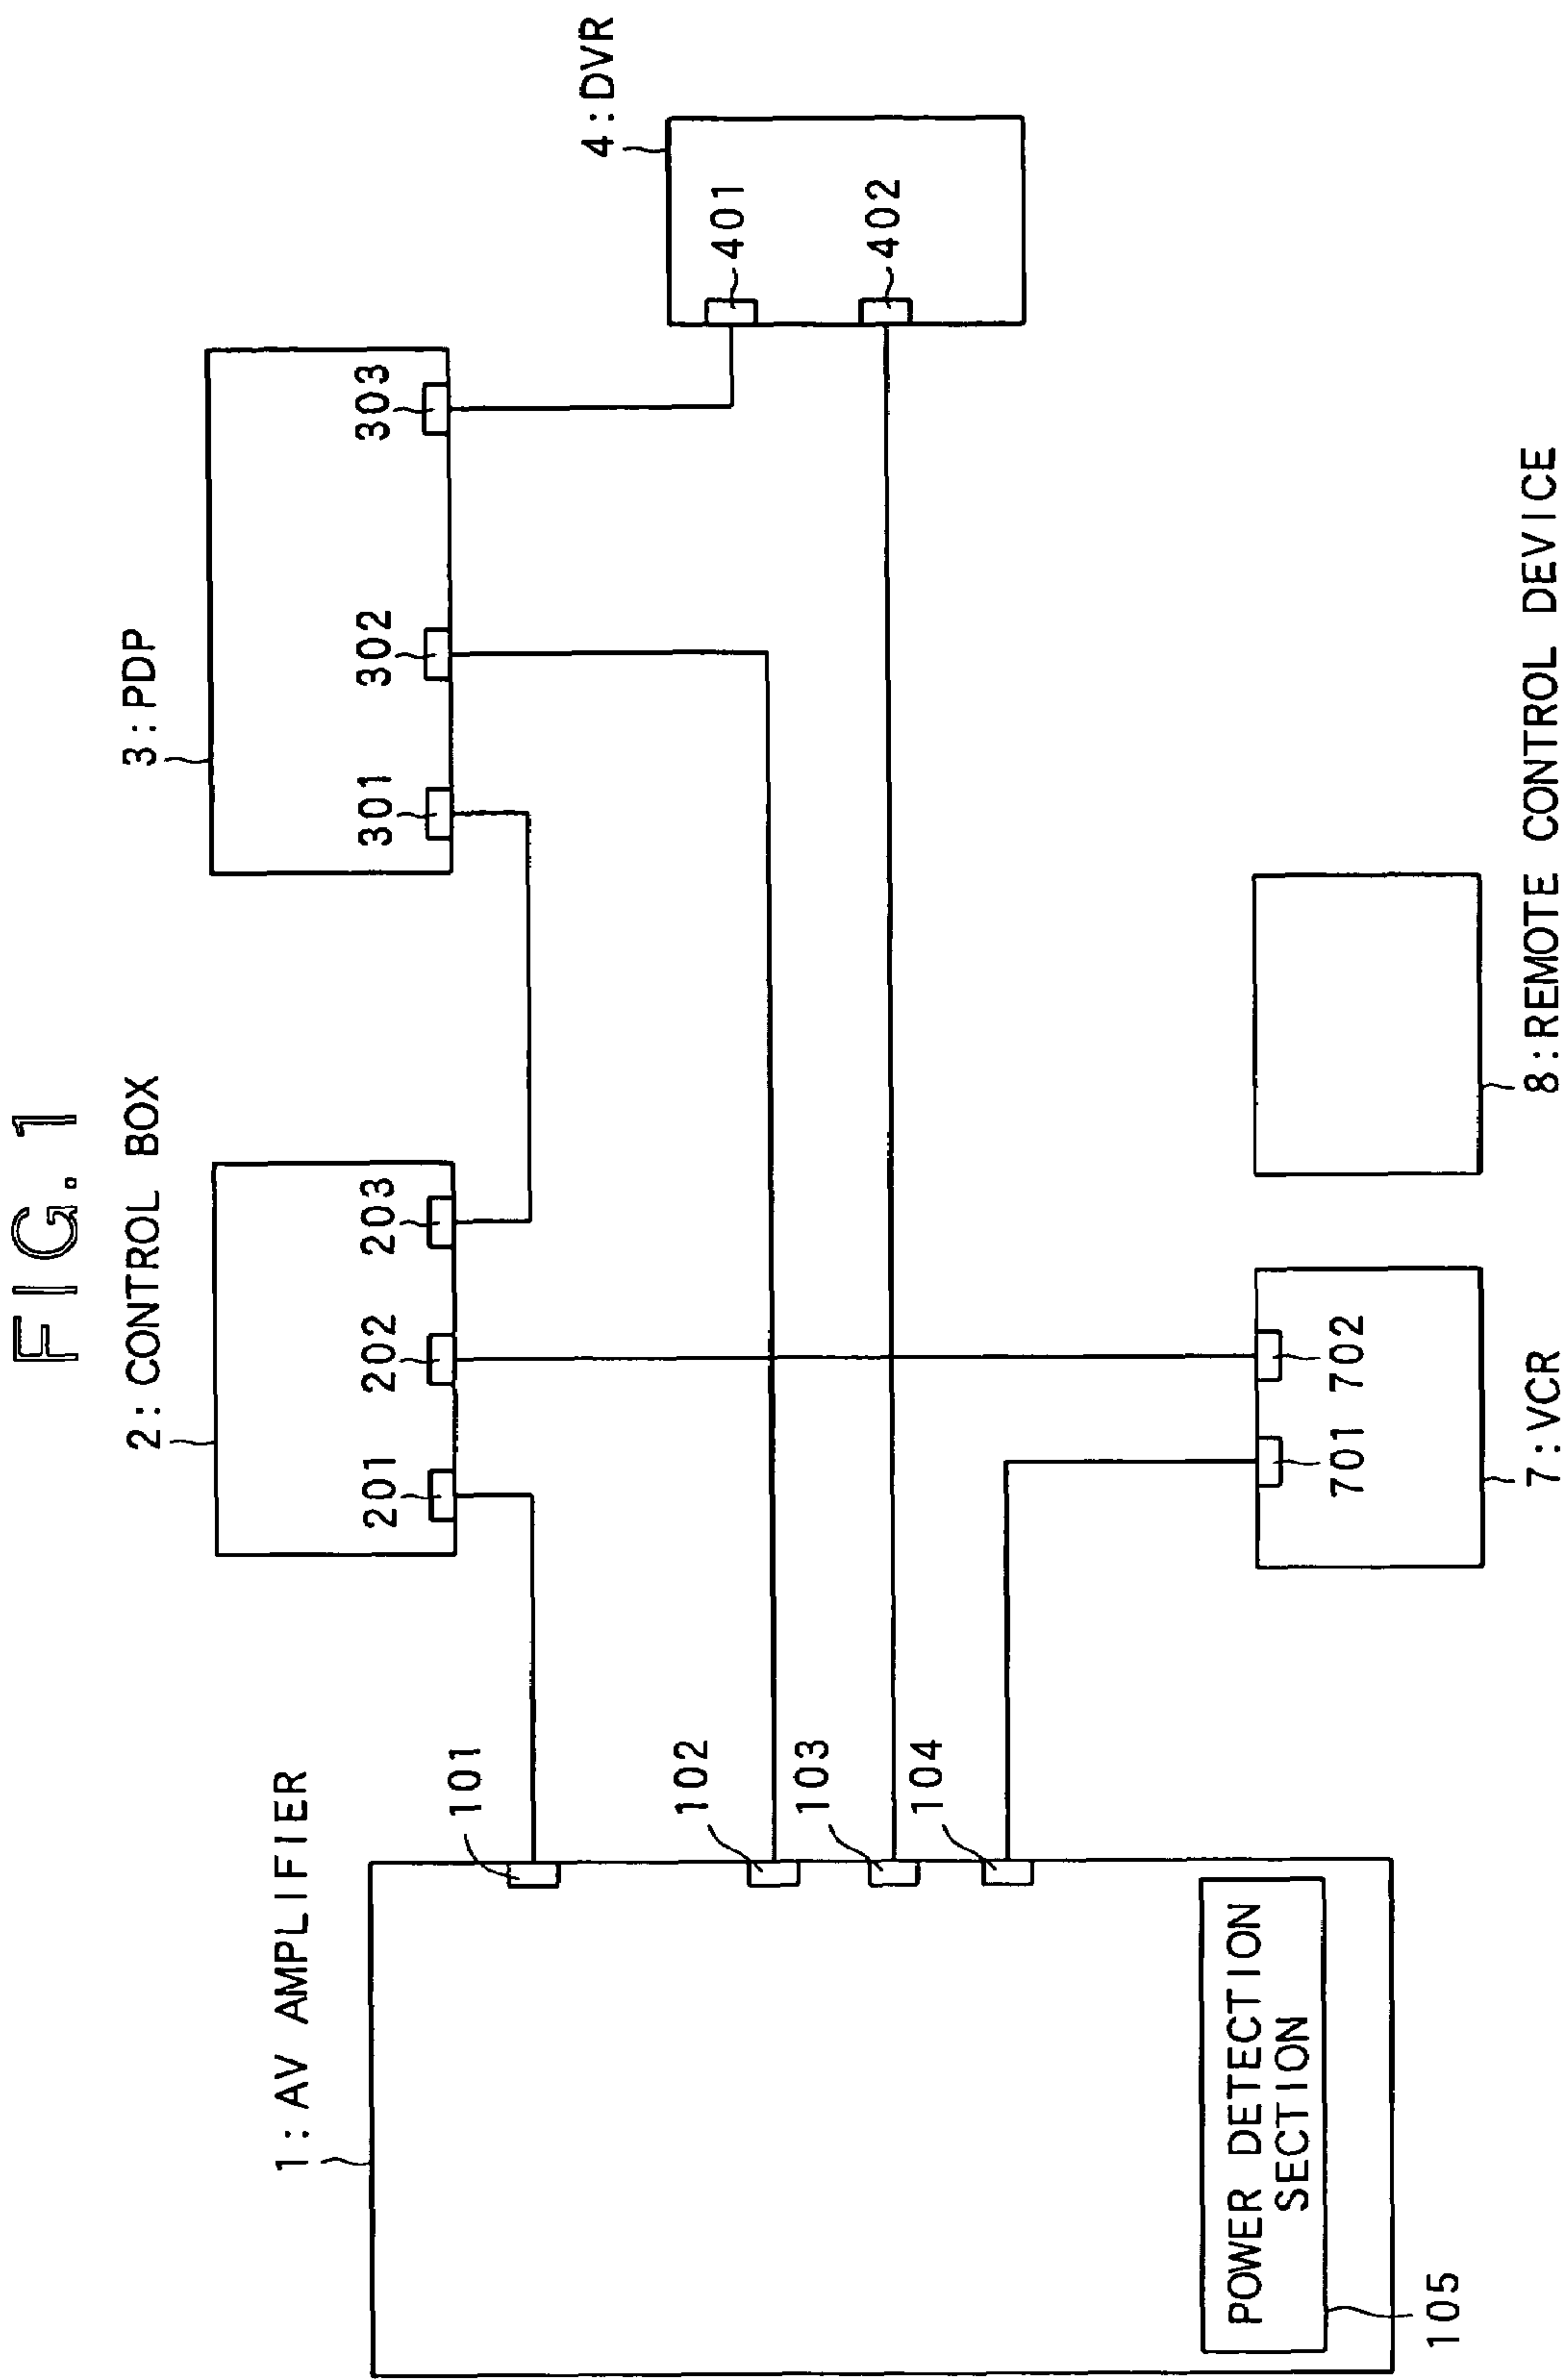 FIG. 1
1:AV AMPLIFIER
2:CONTROL BOX
3:PDP
4:DVR
201
202
203
301
302
303
401
402
101
102
103
104
701
702
POWER DETECTION
SECTION
105
7:VCR
8:REMOTE CONTROL DEVICE